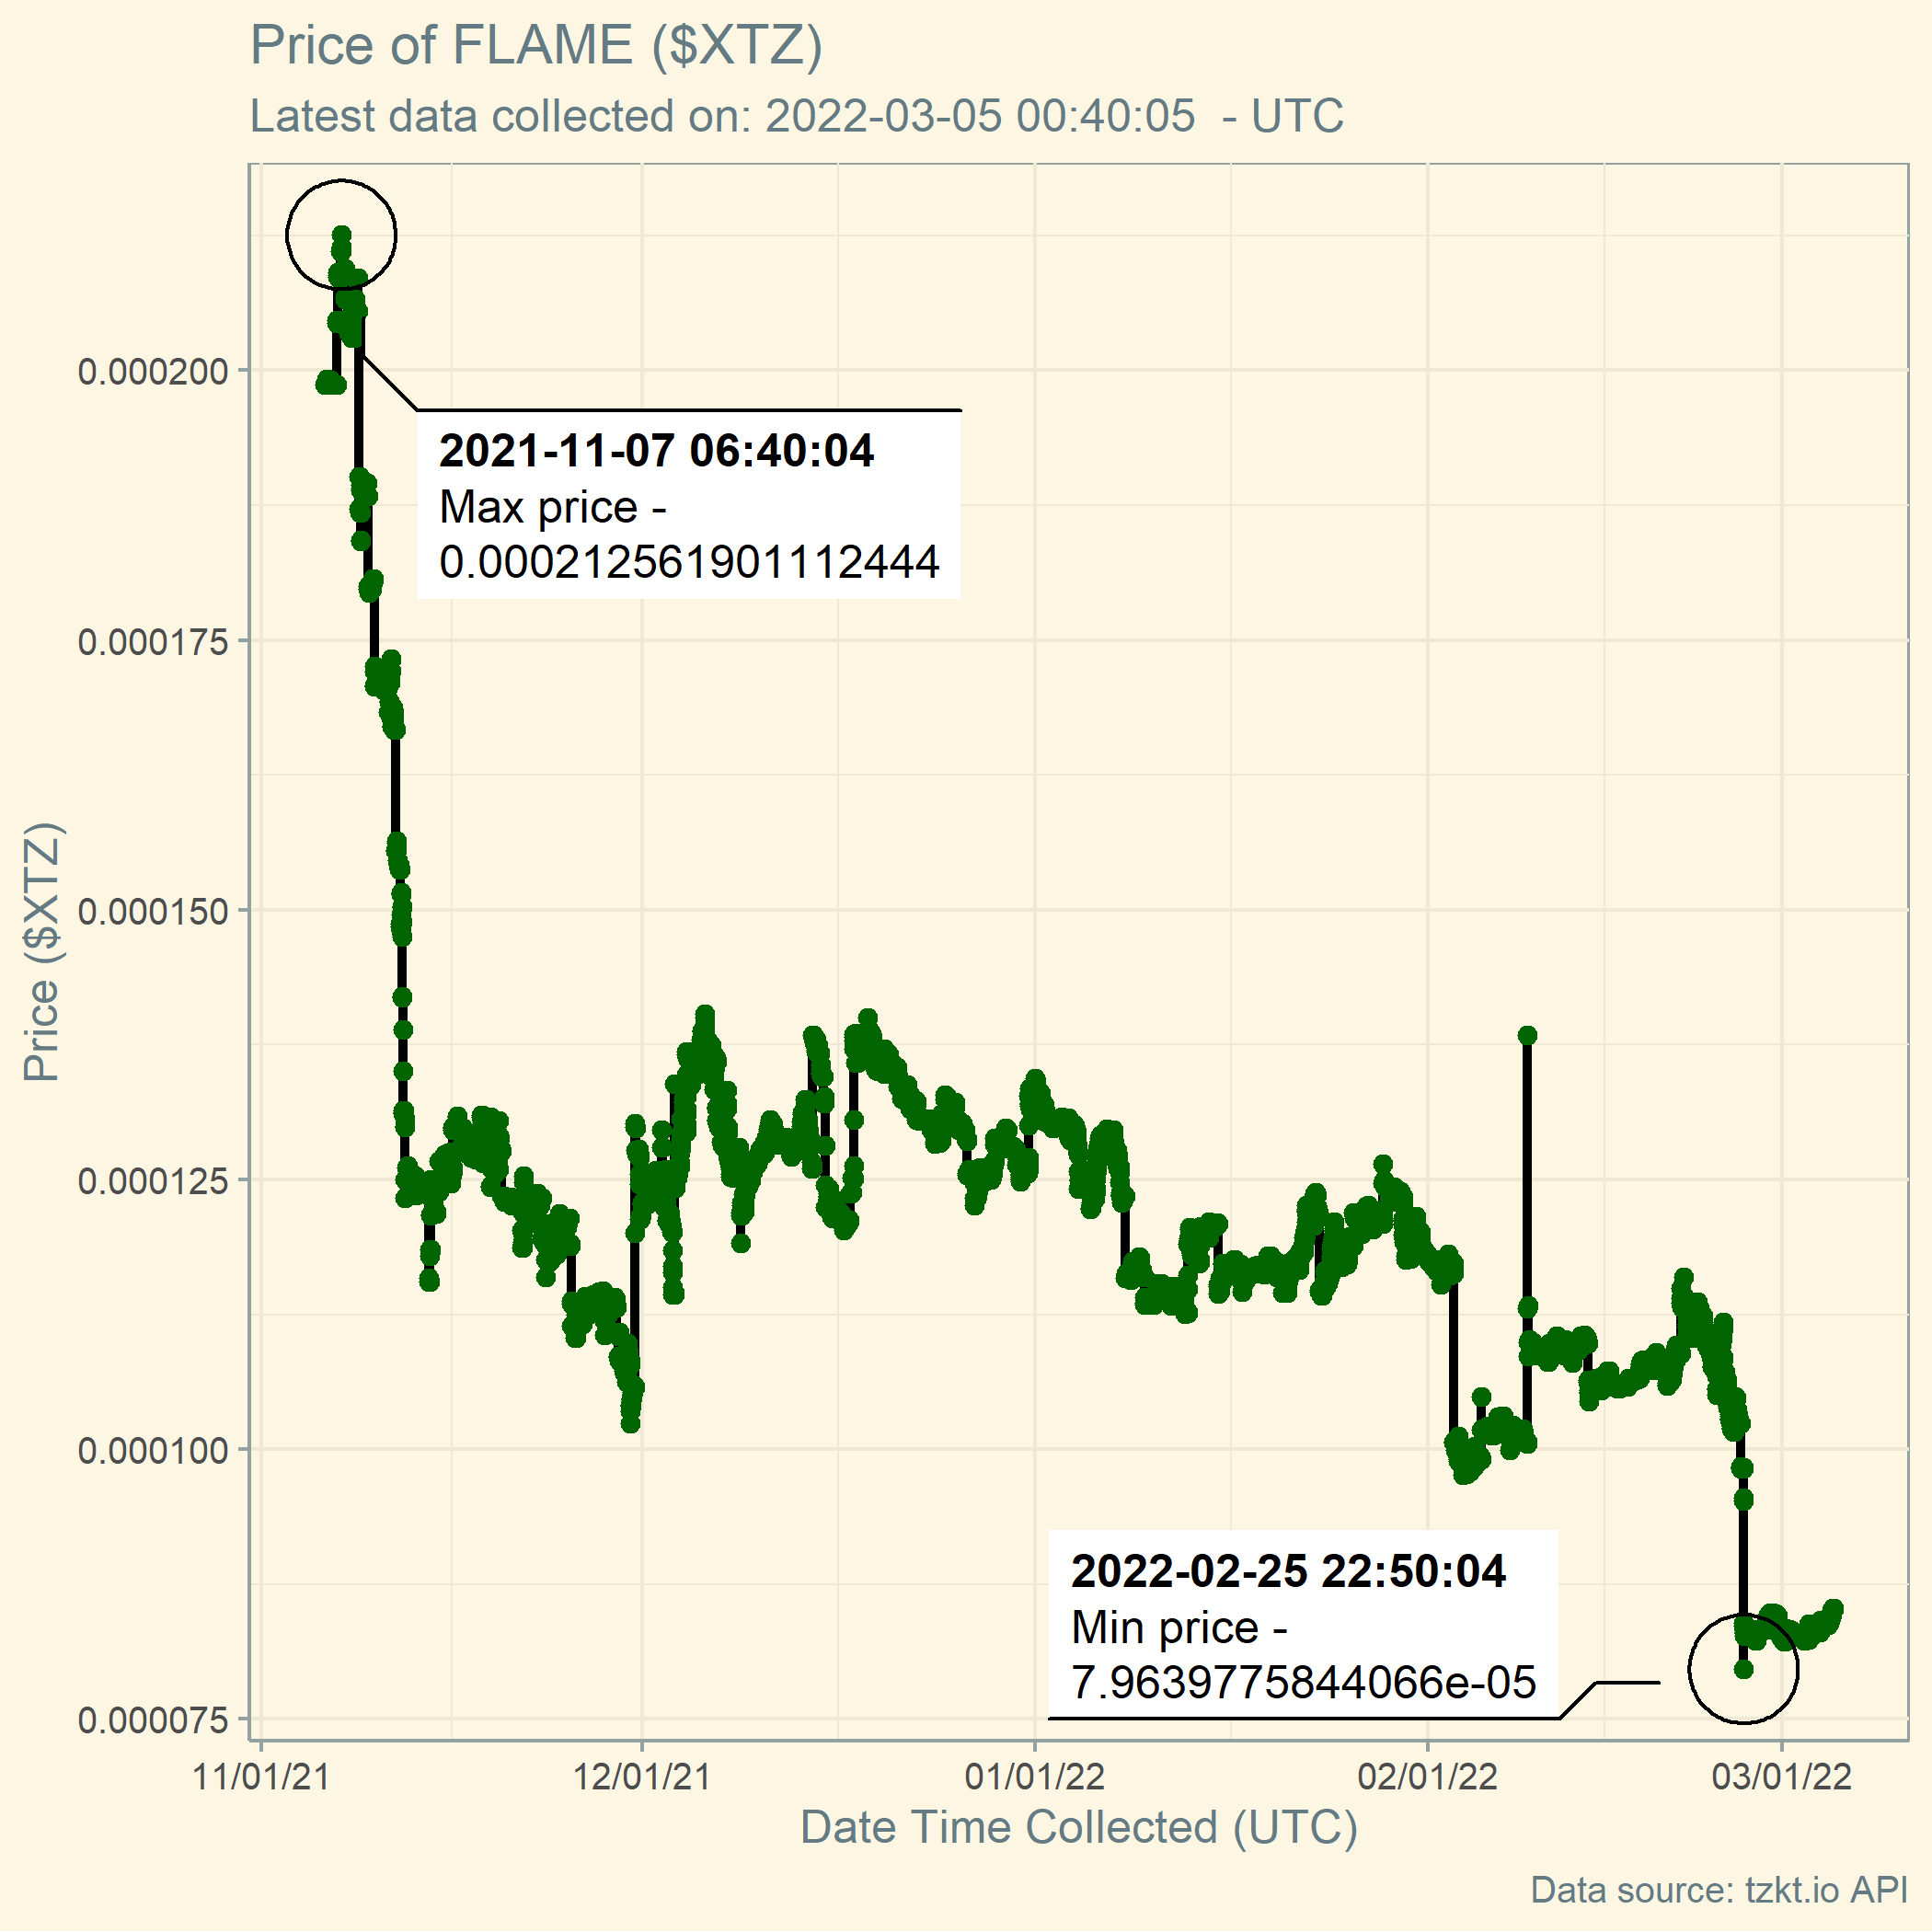 Price of FLAME ($XTZ)
Latest data collected on: 2022-03-05 00:40:05  - UTC
Price ($XTZ)
0.000200
0.000175
0.000150
0.000125
0.000100
0.000075
2021-11-07 06:40:04
Max price -
0.000212561901112444
2022-02-25 22:50:04
Min price -
7.9639775844066e-05
11/01/21
12/01/21
01/01/22
02/01/22
03/01/22
Date Time Collected (UTC)
Data source: tzkt.io API